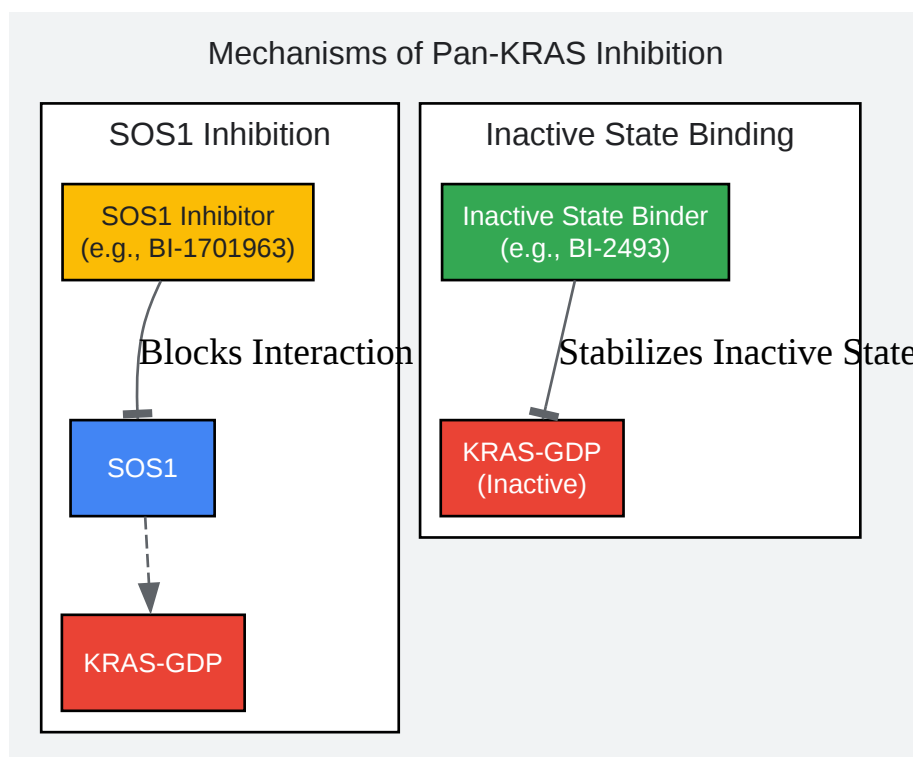 Mechanisms of Pan-KRAS Inhibition
SOS1 Inhibition
SOS1 Inhibitor
(e.g., BI-1701963)
Blocks Interaction
SOS1
KRAS-GDP
Inactive State Binding
Inactive State Binder
(e.g., BI-2493)
Stabilizes Inactive State
KRAS-GDP
(Inactive)